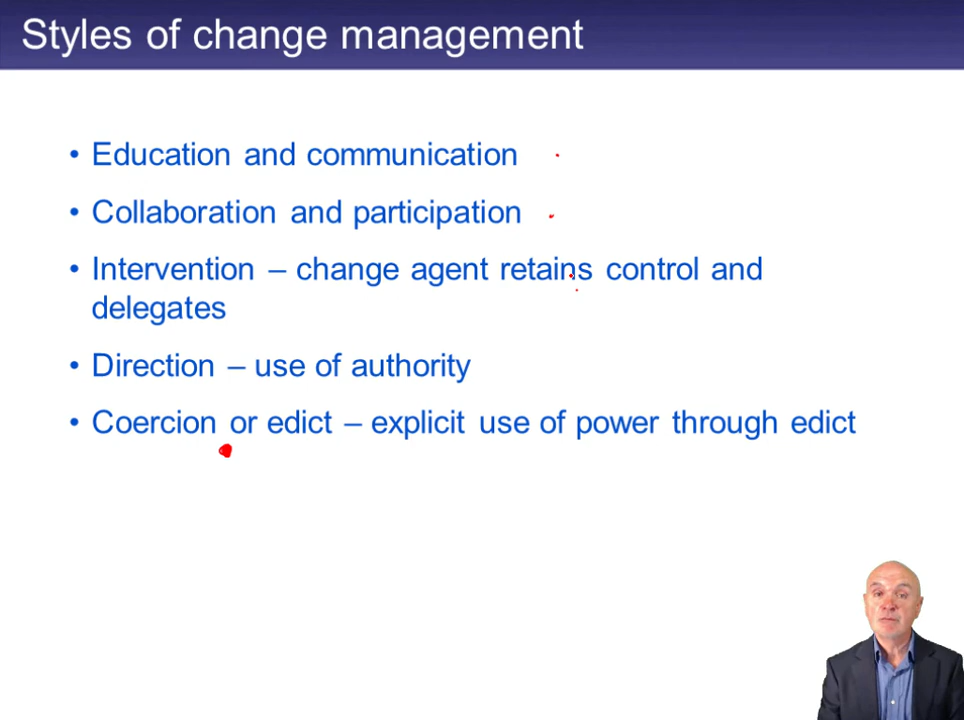 Styles of change management
• Education and communication
• Collaboration and participation
• Intervention – change agent retains control and
delegates
• Direction – use of authority
• Coercion or edict – explicit use of power through edict